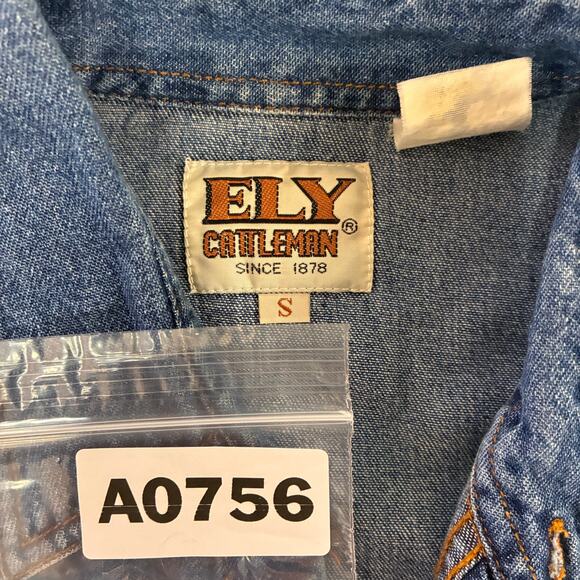 ELY
CATTLEMAN®
SINCE 1878
S
A0756